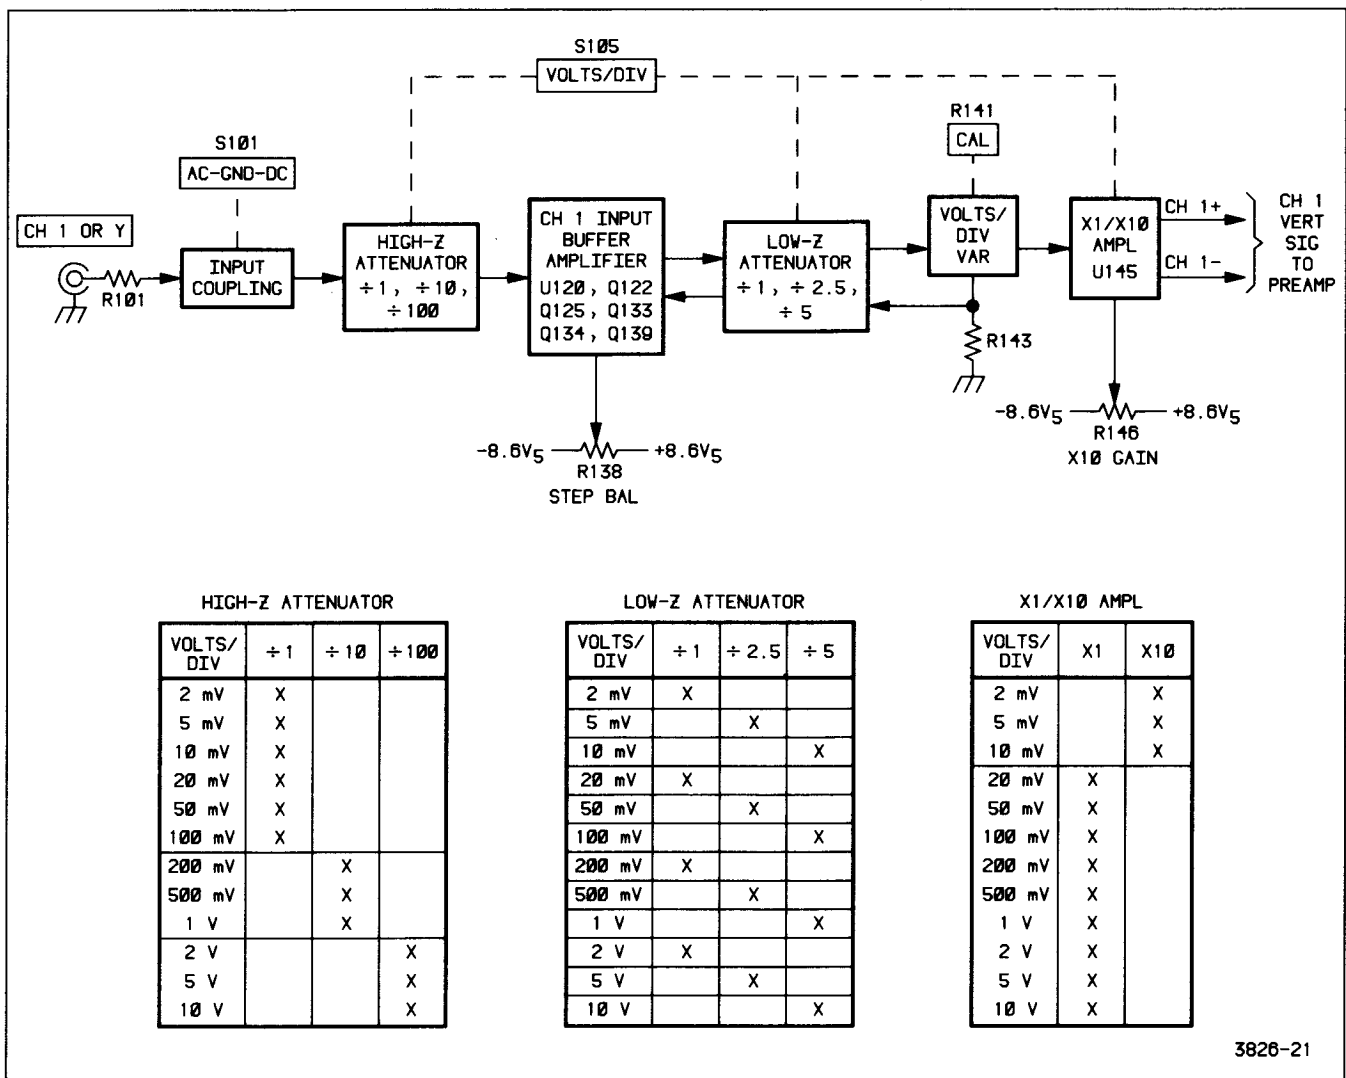 S105
VOLTS/DIV
R141
CAL
S101
AC-GND-DC
CH 1 OR Y
R101
INPUT
COUPLING
HIGH-Z
ATTENUATOR
÷1, ÷10,
÷100
CH 1 INPUT
BUFFER
AMPLIFIER
U120, Q122
Q125, Q133
Q134, Q139
LOW-Z
ATTENUATOR
÷1, ÷2.5,
÷5
VOLTS/
DIV
VAR
R143
X1/X10
AMPL
U145
CH 1+
CH 1-
CH 1
VERT
SIG
TO
PREAMP
-8.6V5 +8.6V5
R138
STEP BAL
-8.6V5 +8.6V5
R146
X10 GAIN
HIGH-Z ATTENUATOR
VOLTS/DIV ÷1 ÷10 ÷100
2 mV X
5 mV X
10 mV X
20 mV X
50 mV X
100 mV X
200 mV X
500 mV X
1 V X
2 V X
5 V X
10 V X
LOW-Z ATTENUATOR
VOLTS/DIV ÷1 ÷2.5 ÷5
2 mV X
5 mV X
10 mV X
20 mV X
50 mV X
100 mV X
200 mV X
500 mV X
1 V X
2 V X
5 V X
10 V X
X1/X10 AMPL
VOLTS/DIV X1 X10
2 mV X
5 mV X
10 mV X
20 mV X
50 mV X
100 mV X
200 mV X
500 mV X
1 V X
2 V X
5 V X
10 V X
3826-21